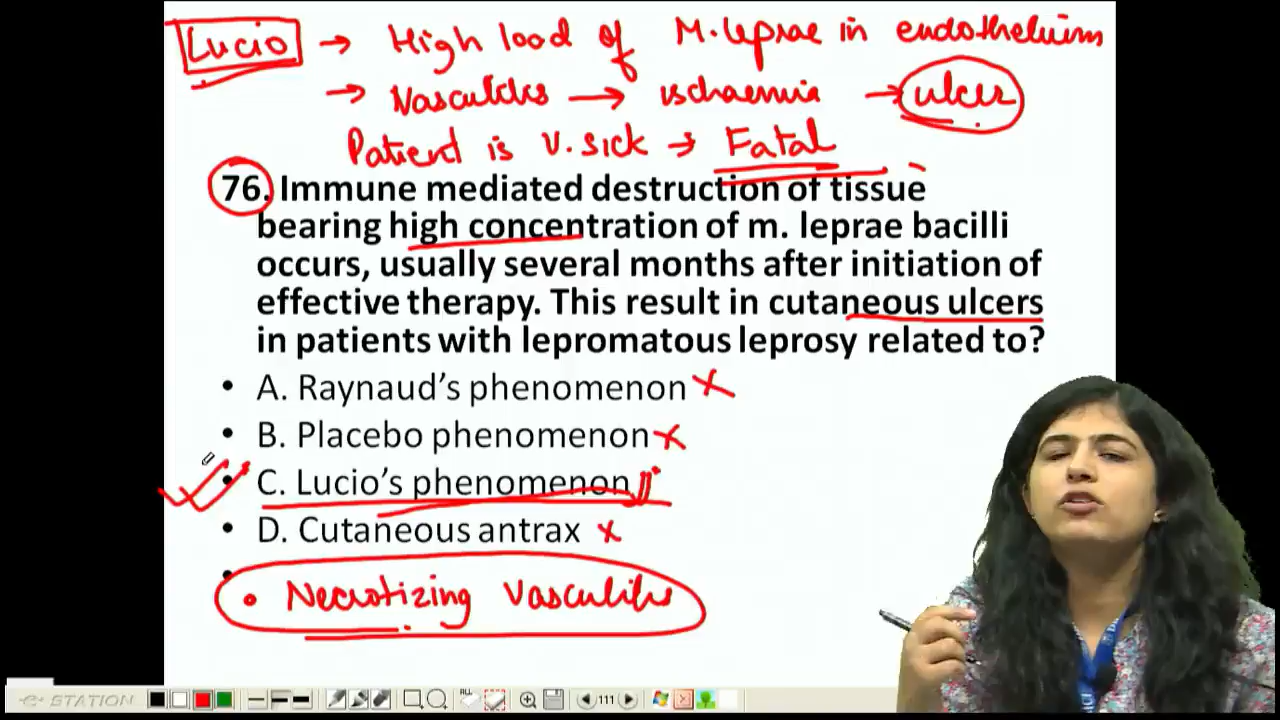 Lucio → High load of M. leprae in endothelium
→ Vasculitis → ischaemia → ulcer
Patient is V. sick → Fatal
76. Immune mediated destruction of tissue
bearing high concentration of m. leprae bacilli
occurs, usually several months after initiation of
effective therapy. This result in cutaneous ulcers
in patients with lepromatous leprosy related to?
• A. Raynaud’s phenomenon
• B. Placebo phenomenon
• C. Lucio’s phenomenon
• D. Cutaneous antrax
• Necrotizing Vasculitis
e-STATION
ALL
111